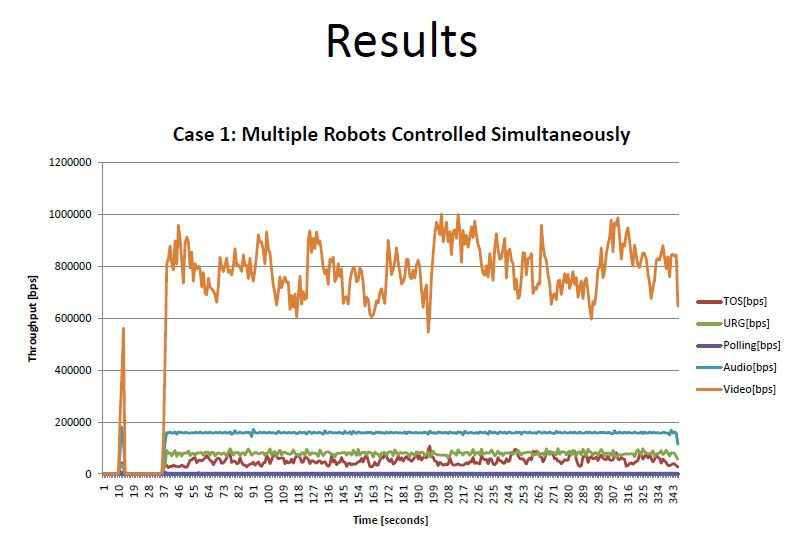 Results
Case 1: Multiple Robots Controlled Simultaneously
1200000
1000000
800000
600000
400000
200000
0
Throughput [bps]
1 10 19 28 37 46 55 64 73 82 91 100 109 118 127 136 145 154 163 172 181 190 199 208 217 226 235 244 253 262 271 280 289 298 307 316 325 334 343
Time [seconds]
TOS[bps]
URG[bps]
Polling[bps]
Audio[bps]
Video[bps]